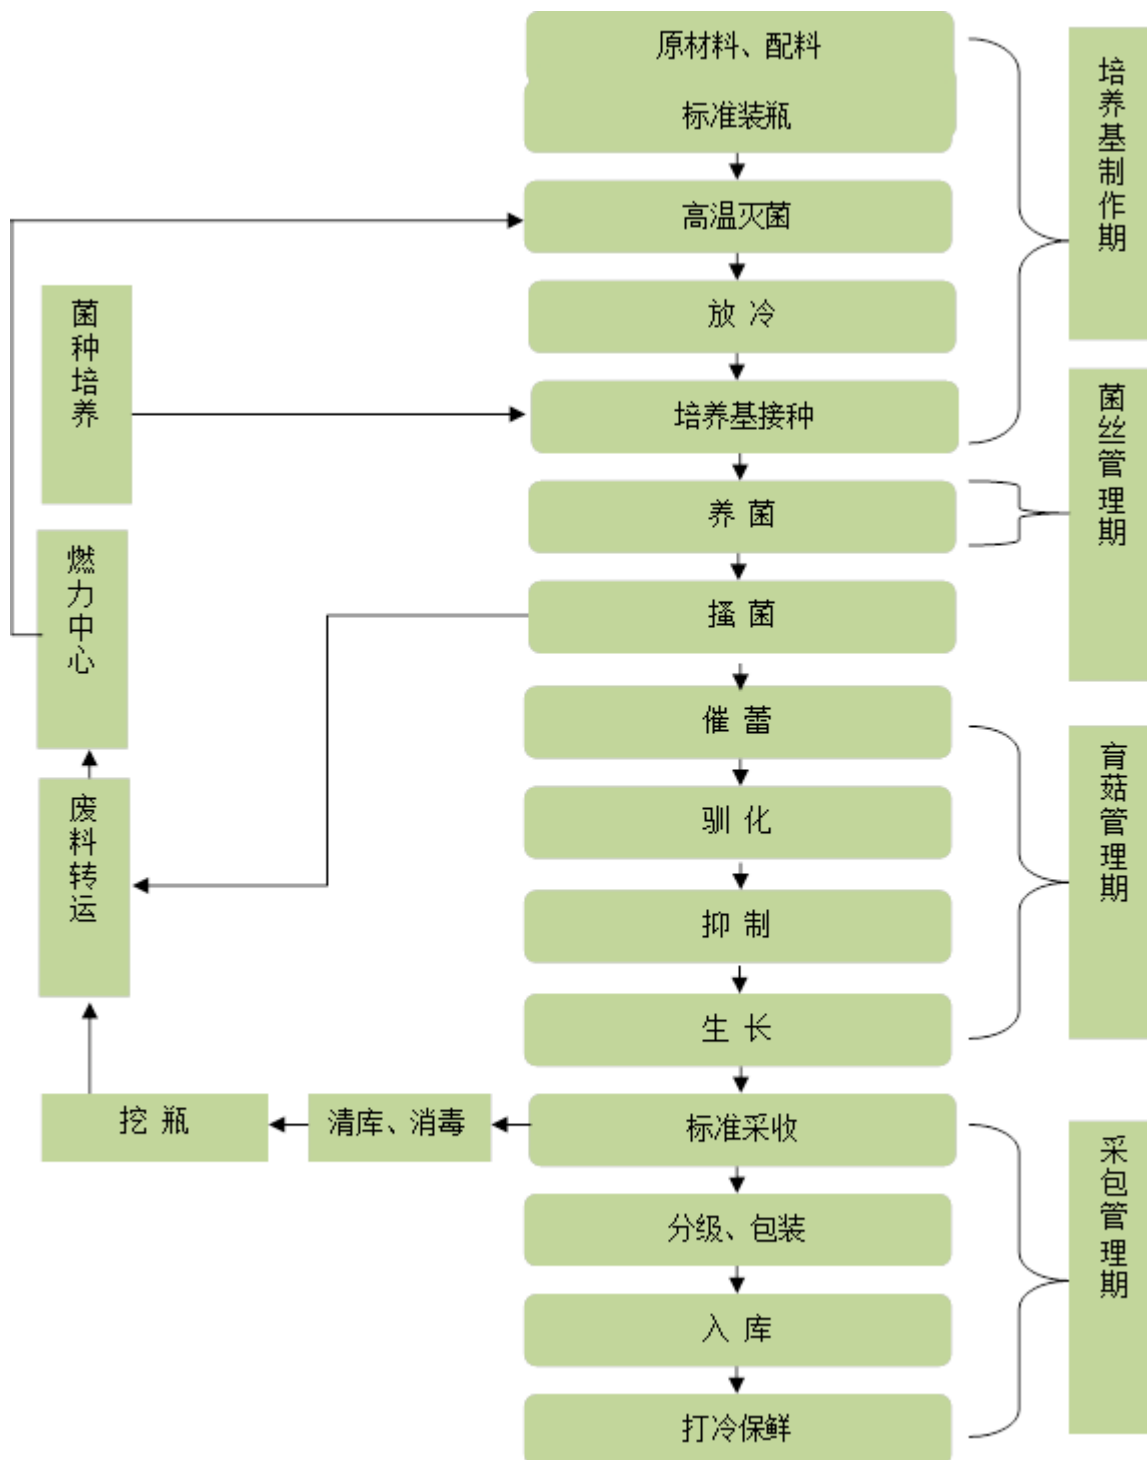 原材料、配料
标准装瓶
高温灭菌
放 冷
培养基接种
养 菌
搔 菌
催 蕾
驯 化
抑 制
生 长
标准采收
分级、包装
入 库
打冷保鲜
菌种培养
燃力中心
废料转运
挖 瓶
清库、消毒
培养基制作期
菌丝管理期
育菇管理期
采包管理期